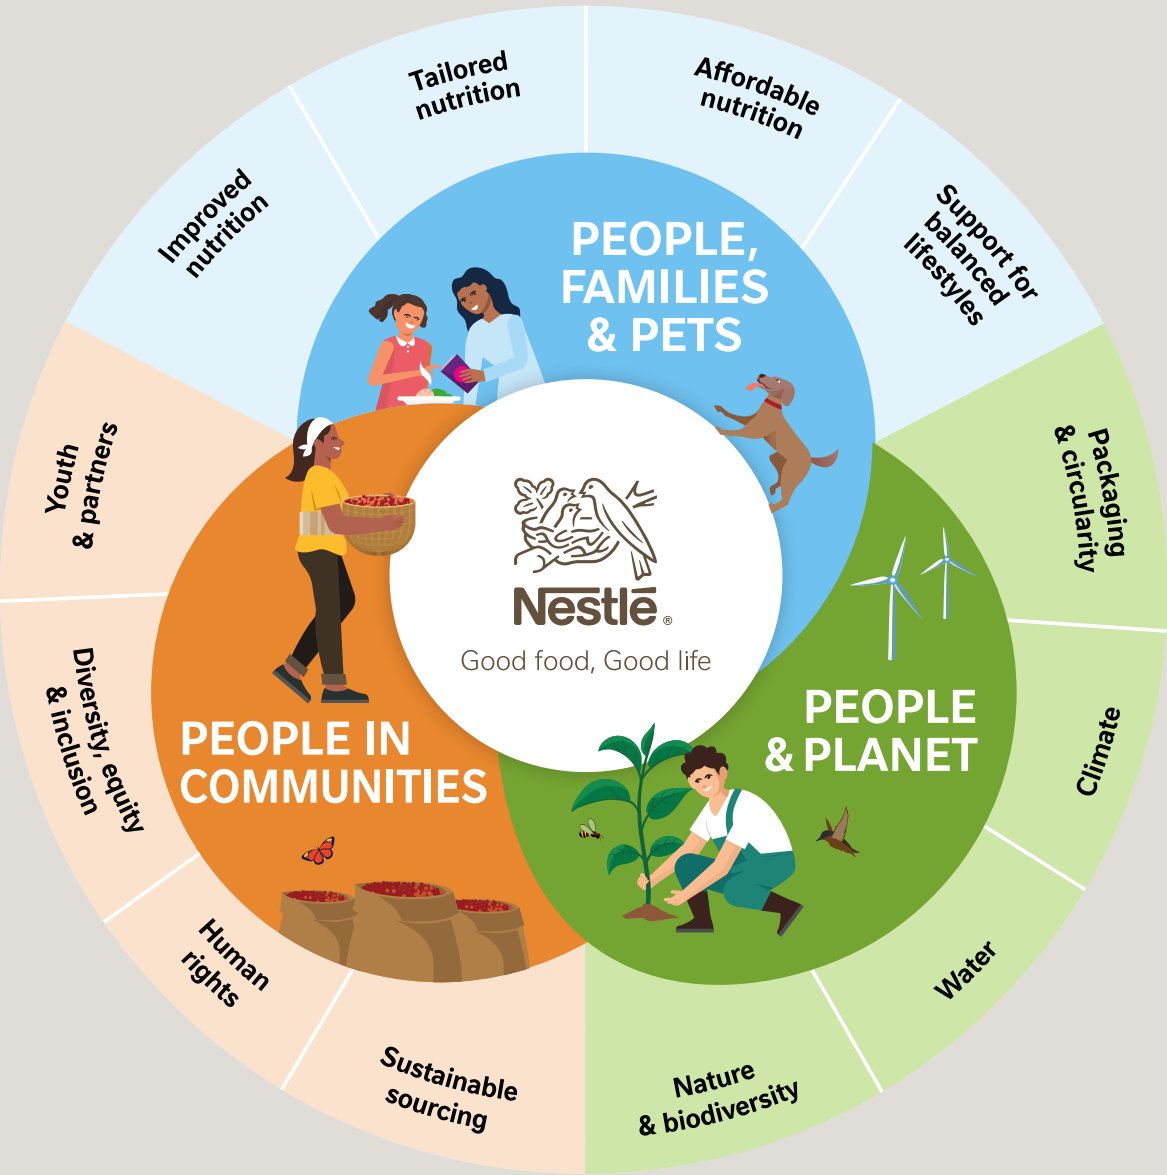 Tailored
nutrition
Affordable
nutrition
Support for
balanced
lifestyles
Packaging
& circularity
Climate
Water
Nature
& biodiversity
Sustainable
sourcing
Human
rights
Diversity, equity
& inclusion
Youth
& partners
Improved
nutrition
PEOPLE,
FAMILIES
& PETS
PEOPLE
& PLANET
PEOPLE IN
COMMUNITIES
Nestlé®
Good food, Good life